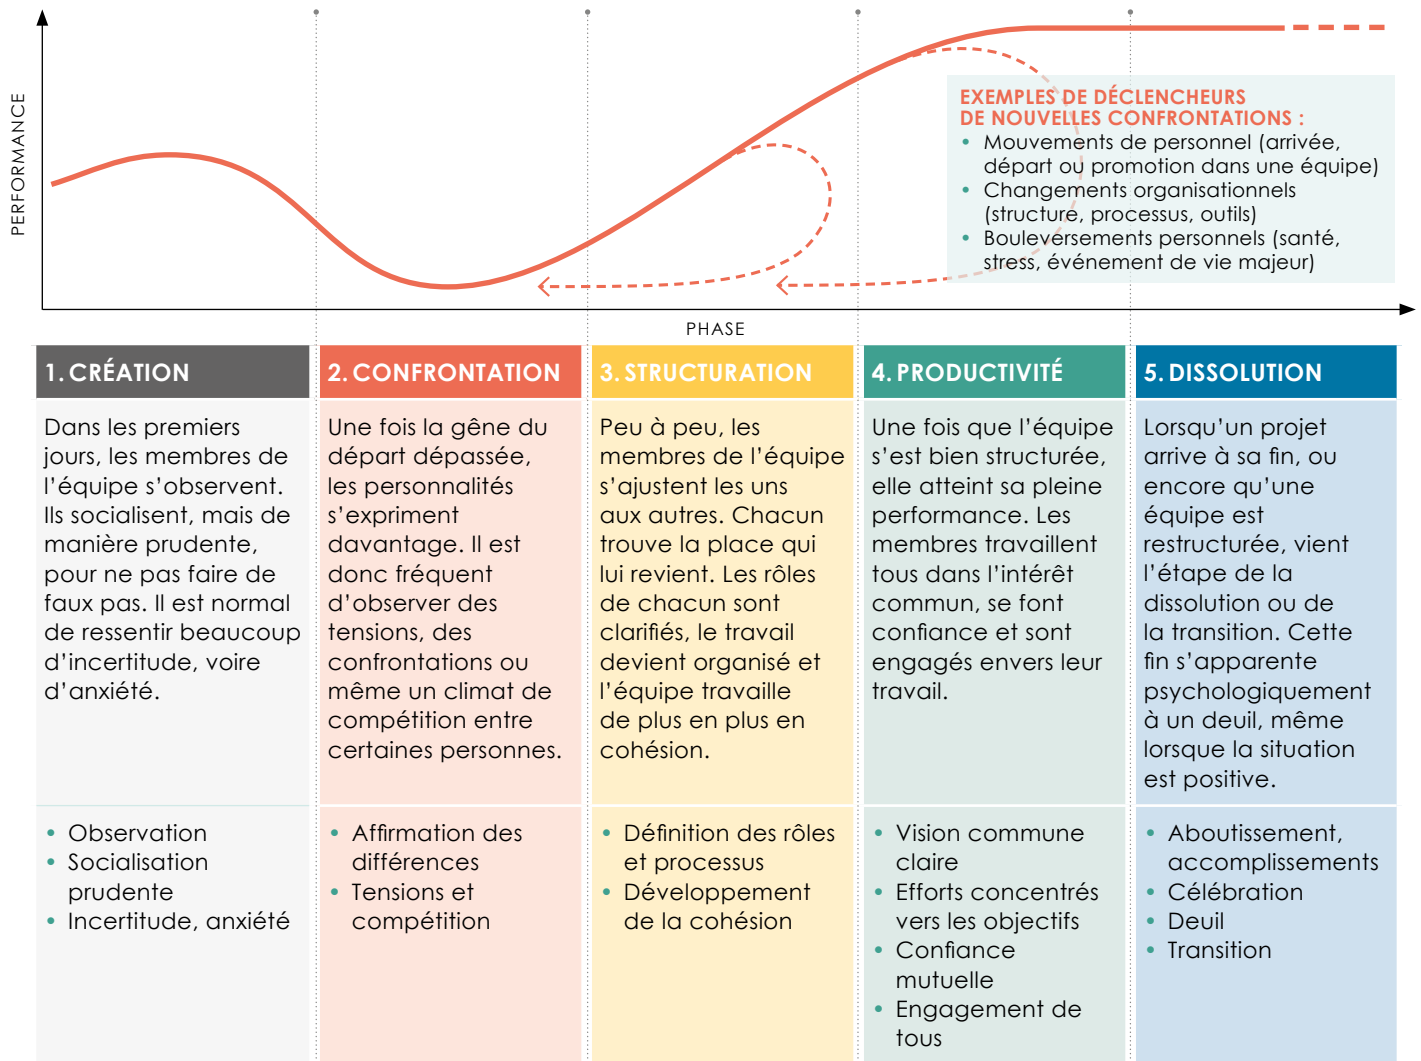 PERFORMANCE
EXEMPLES DE DÉCLENCHEURS
DE NOUVELLES CONFRONTATIONS :
• Mouvements de personnel (arrivée,
départ ou promotion dans une équipe)
• Changements organisationnels
(structure, processus, outils)
• Bouleversements personnels (santé,
stress, événement de vie majeur)
PHASE
1. CRÉATION
Dans les premiers
jours, les membres de
l’équipe s’observent.
Ils socialisent, mais de
manière prudente,
pour ne pas faire de
faux pas. Il est normal
de ressentir beaucoup
d’incertitude, voire
d’anxiété.
• Observation
• Socialisation
prudente
• Incertitude, anxiété
2. CONFRONTATION
Une fois la gêne du
départ dépassée,
les personnalités
s’expriment
davantage. Il est
donc fréquent
d’observer des
tensions, des
confrontations ou
même un climat de
compétition entre
certaines personnes.
• Affirmation des
différences
• Tensions et
compétition
3. STRUCTURATION
Peu à peu, les
membres de l’équipe
s’ajustent les uns
aux autres. Chacun
trouve la place qui
lui revient. Les rôles
de chacun sont
clarifiés, le travail
devient organisé et
l’équipe travaille
de plus en plus en
cohésion.
• Définition des rôles
et processus
• Développement
de la cohésion
4. PRODUCTIVITÉ
Une fois que l’équipe
s’est bien structurée,
elle atteint sa pleine
performance. Les
membres travaillent
tous dans l’intérêt
commun, se font
confiance et sont
engagés envers leur
travail.
• Vision commune
claire
• Efforts concentrés
vers les objectifs
• Confiance
mutuelle
• Engagement de
tous
5. DISSOLUTION
Lorsqu’un projet
arrive à sa fin, ou
encore qu’une
équipe est
restructurée, vient
l’étape de la
dissolution ou de
la transition. Cette
fin s’apparente
psychologiquement
à un deuil, même
lorsque la situation
est positive.
• Aboutissement,
accomplissements
• Célébration
• Deuil
• Transition